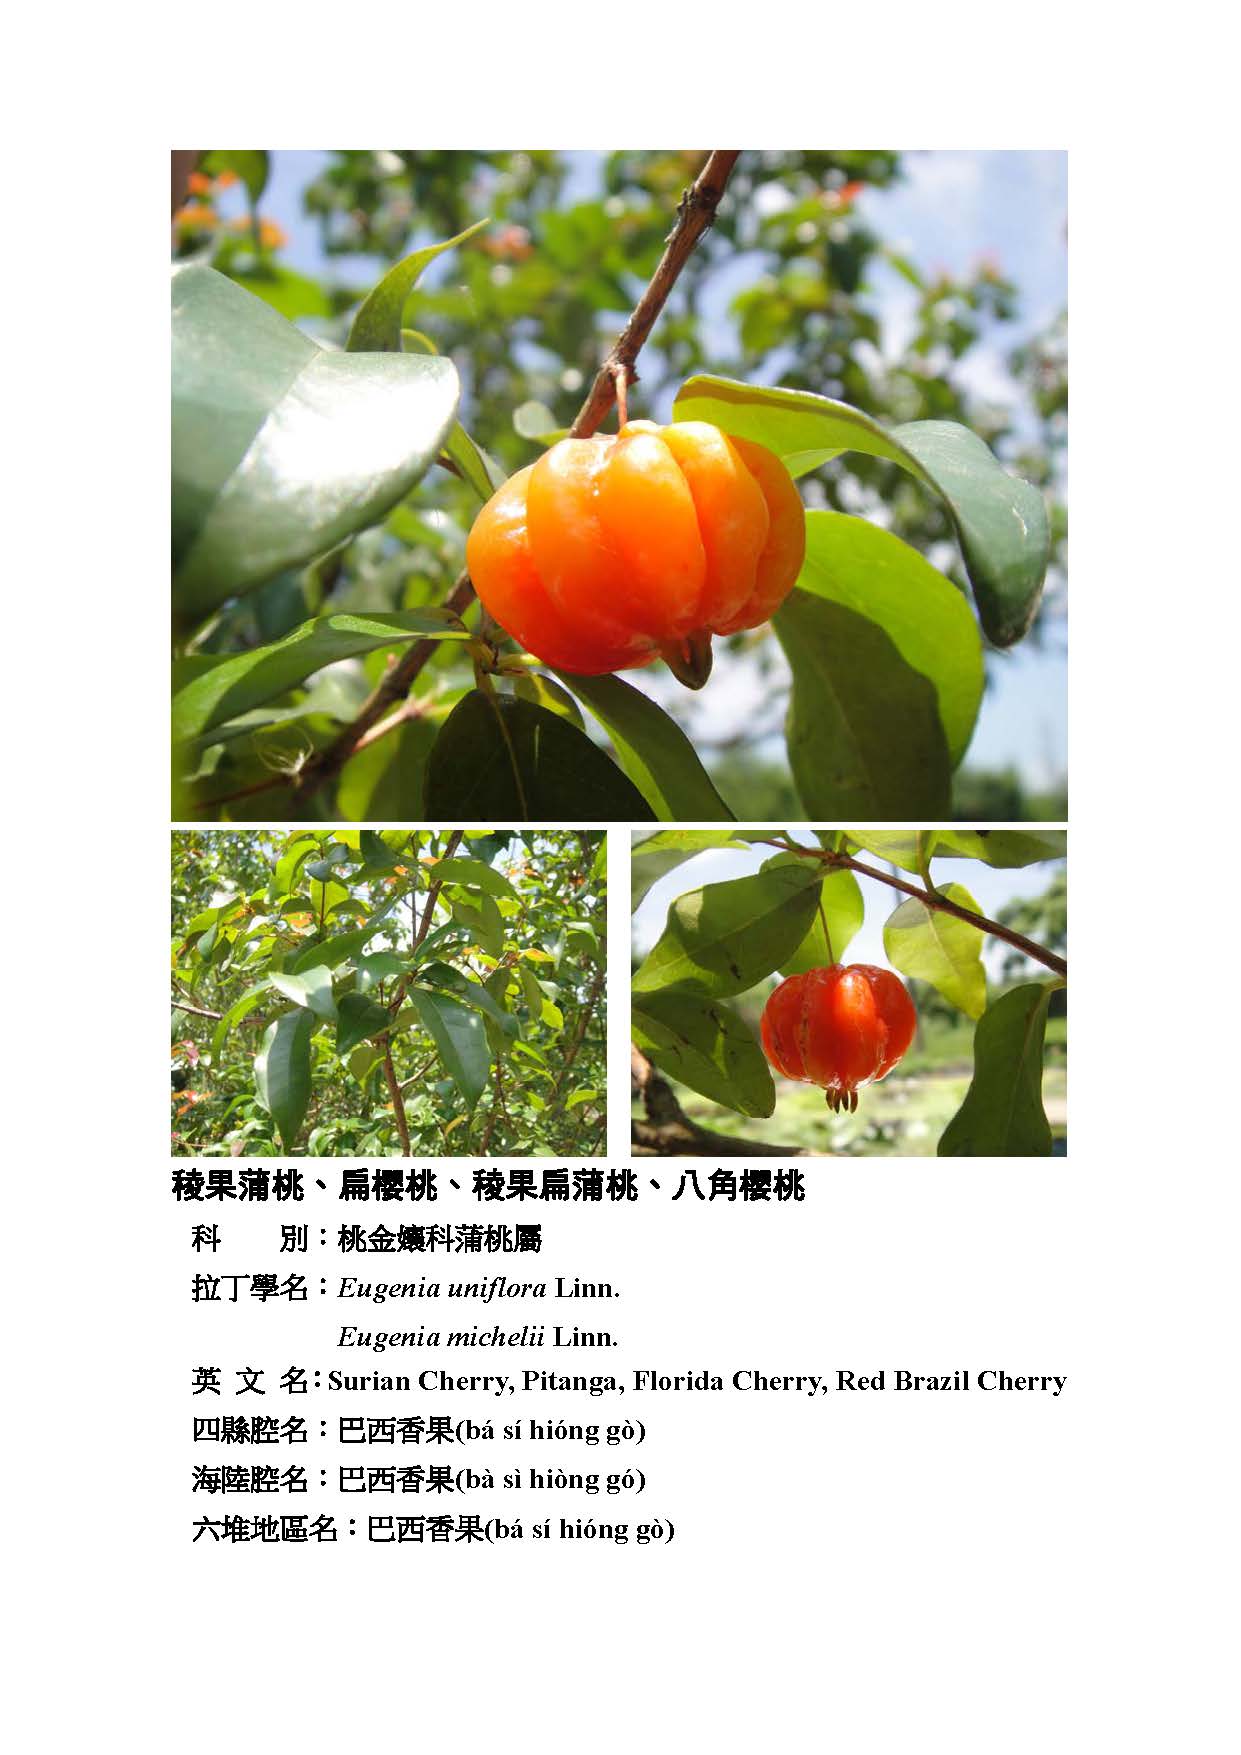 稜果蒲桃、扁櫻桃、稜果扁蒲桃、八角櫻桃
科　　別：桃金孃科蒲桃屬
拉丁學名：Eugenia uniflora Linn.
Eugenia michelii Linn.
英 文 名：Surian Cherry, Pitanga, Florida Cherry, Red Brazil Cherry
四縣腔名：巴西香果(bá sí hióng gò)
海陸腔名：巴西香果(bà sì hiòng gó)
六堆地區名：巴西香果(bá sí hióng gò)